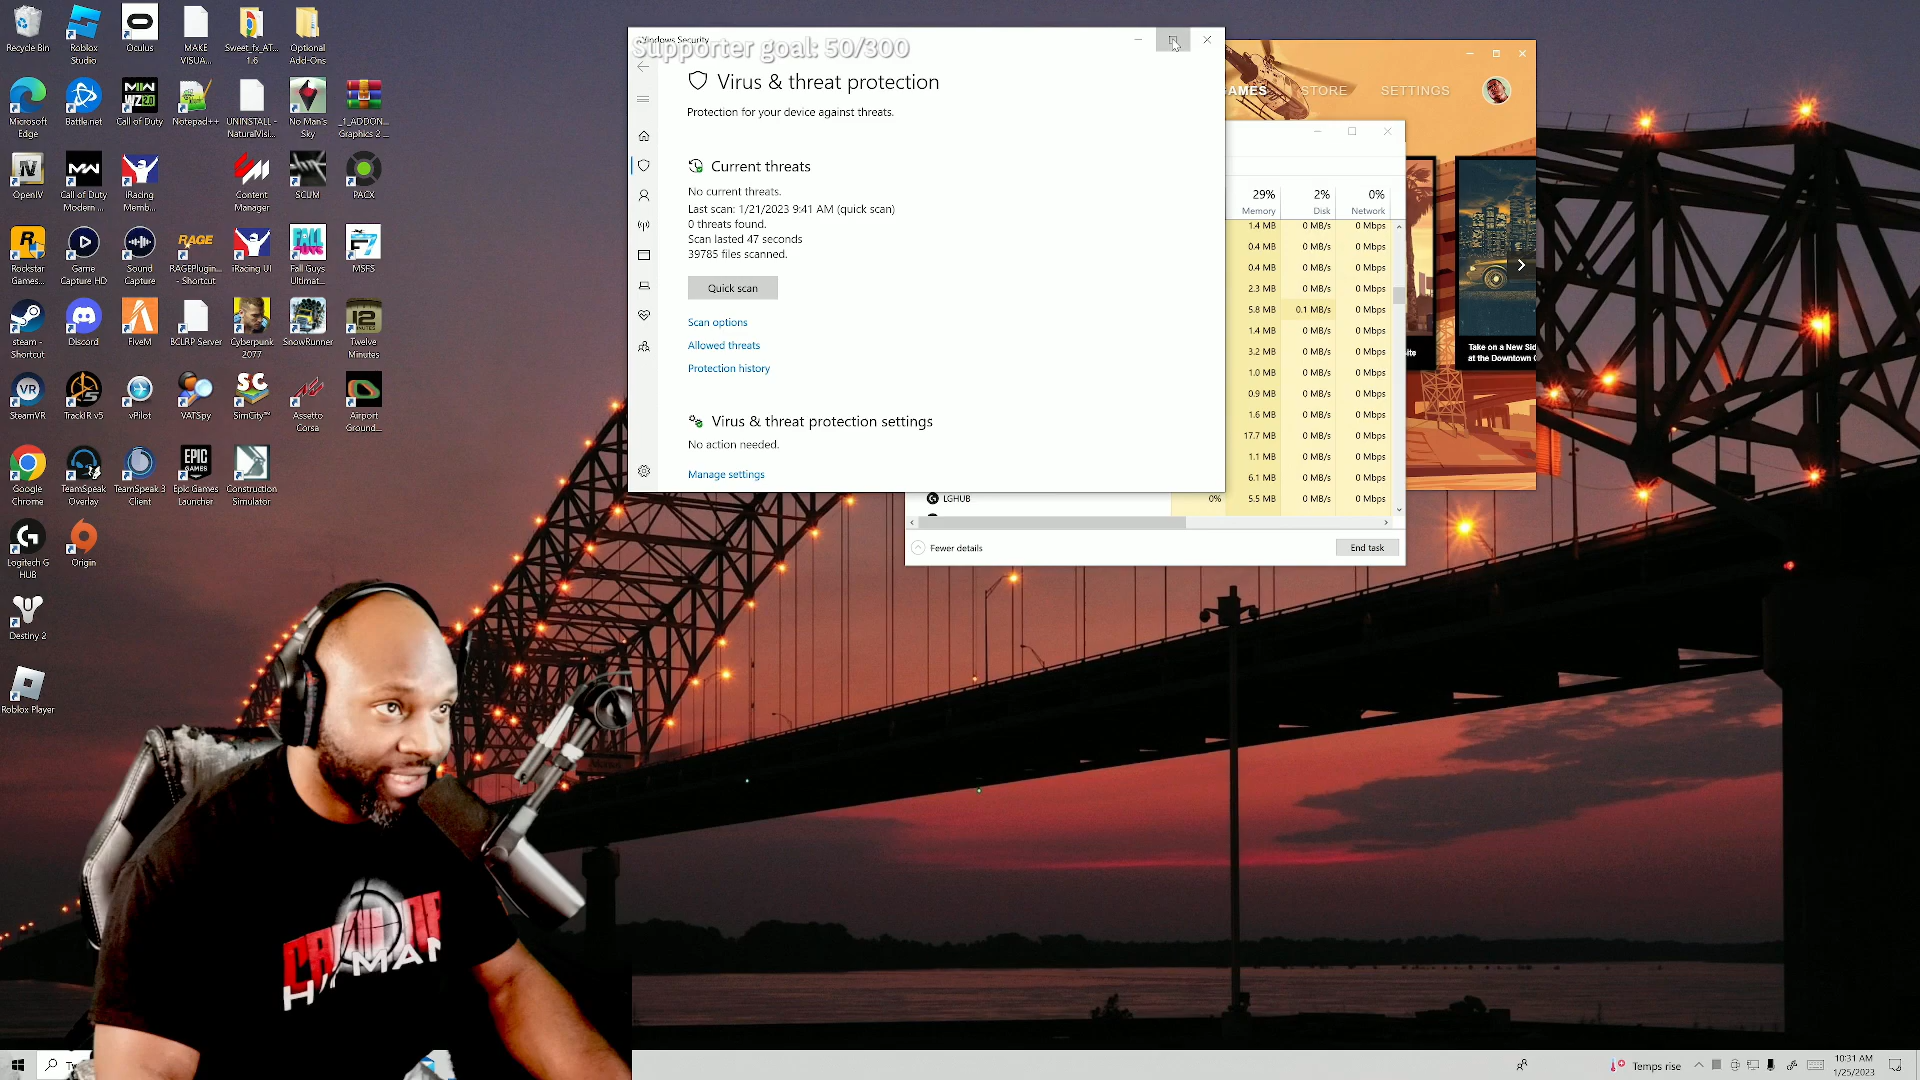 Recycle Bin
Roblox Studio
Oculus
MAKE VISUA...
Sweet_fx_AT... 1.6
Optional Add-Ons
Microsoft Edge
Battle.net
Call of Duty
Notepad++
UNINSTALL - NaturalVisi...
No Man's Sky
_1_ADDON... Graphics 2 ...
OpenIV
Call of Duty Modern ...
iRacing Memb...
Content Manager
SCUM
PACX
Rockstar Games...
Game Capture HD
Sound Capture
RAGEPlugin... - Shortcut
iRacing UI
Fall Guys Ultimat...
MSFS
steam - Shortcut
Discord
FiveM
BCLRP Server
Cyberpunk 2077
SnowRunner
Twelve Minutes
SteamVR
TrackIR v5
vPilot
VATSpy
SimCity™
Assetto Corsa
Airport Ground...
Google Chrome
TeamSpeak Overlay
TeamSpeak 3 Client
Epic Games Launcher
Construction Simulator
Logitech G HUB
Origin
Destiny 2
Roblox Player
Windows Security
Supporter goal: 50/300
Virus & threat protection
Protection for your device against threats.
Current threats
No current threats.
Last scan: 1/21/2023 9:41 AM (quick scan)
0 threats found.
Scan lasted 47 seconds
39785 files scanned.
Quick scan
Scan options
Allowed threats
Protection history
Virus & threat protection settings
No action needed.
Manage settings
AMES STORE SETTINGS
29% 2% 0%
Memory Disk Network
1.4 MB 0 MB/s 0 Mbps
0.4 MB 0 MB/s 0 Mbps
0.4 MB 0 MB/s 0 Mbps
2.3 MB 0 MB/s 0 Mbps
5.8 MB 0.1 MB/s 0 Mbps
1.4 MB 0 MB/s 0 Mbps
3.2 MB 0 MB/s 0 Mbps
1.0 MB 0 MB/s 0 Mbps
0.9 MB 0 MB/s 0 Mbps
1.6 MB 0 MB/s 0 Mbps
17.7 MB 0 MB/s 0 Mbps
1.1 MB 0 MB/s 0 Mbps
6.1 MB 0 MB/s 0 Mbps
LGHUB 0% 5.5 MB 0 MB/s 0 Mbps
Fewer details
End task
ite
Take on a New Sid
at the Downtown C
Temps rise
10:31 AM
1/25/2023